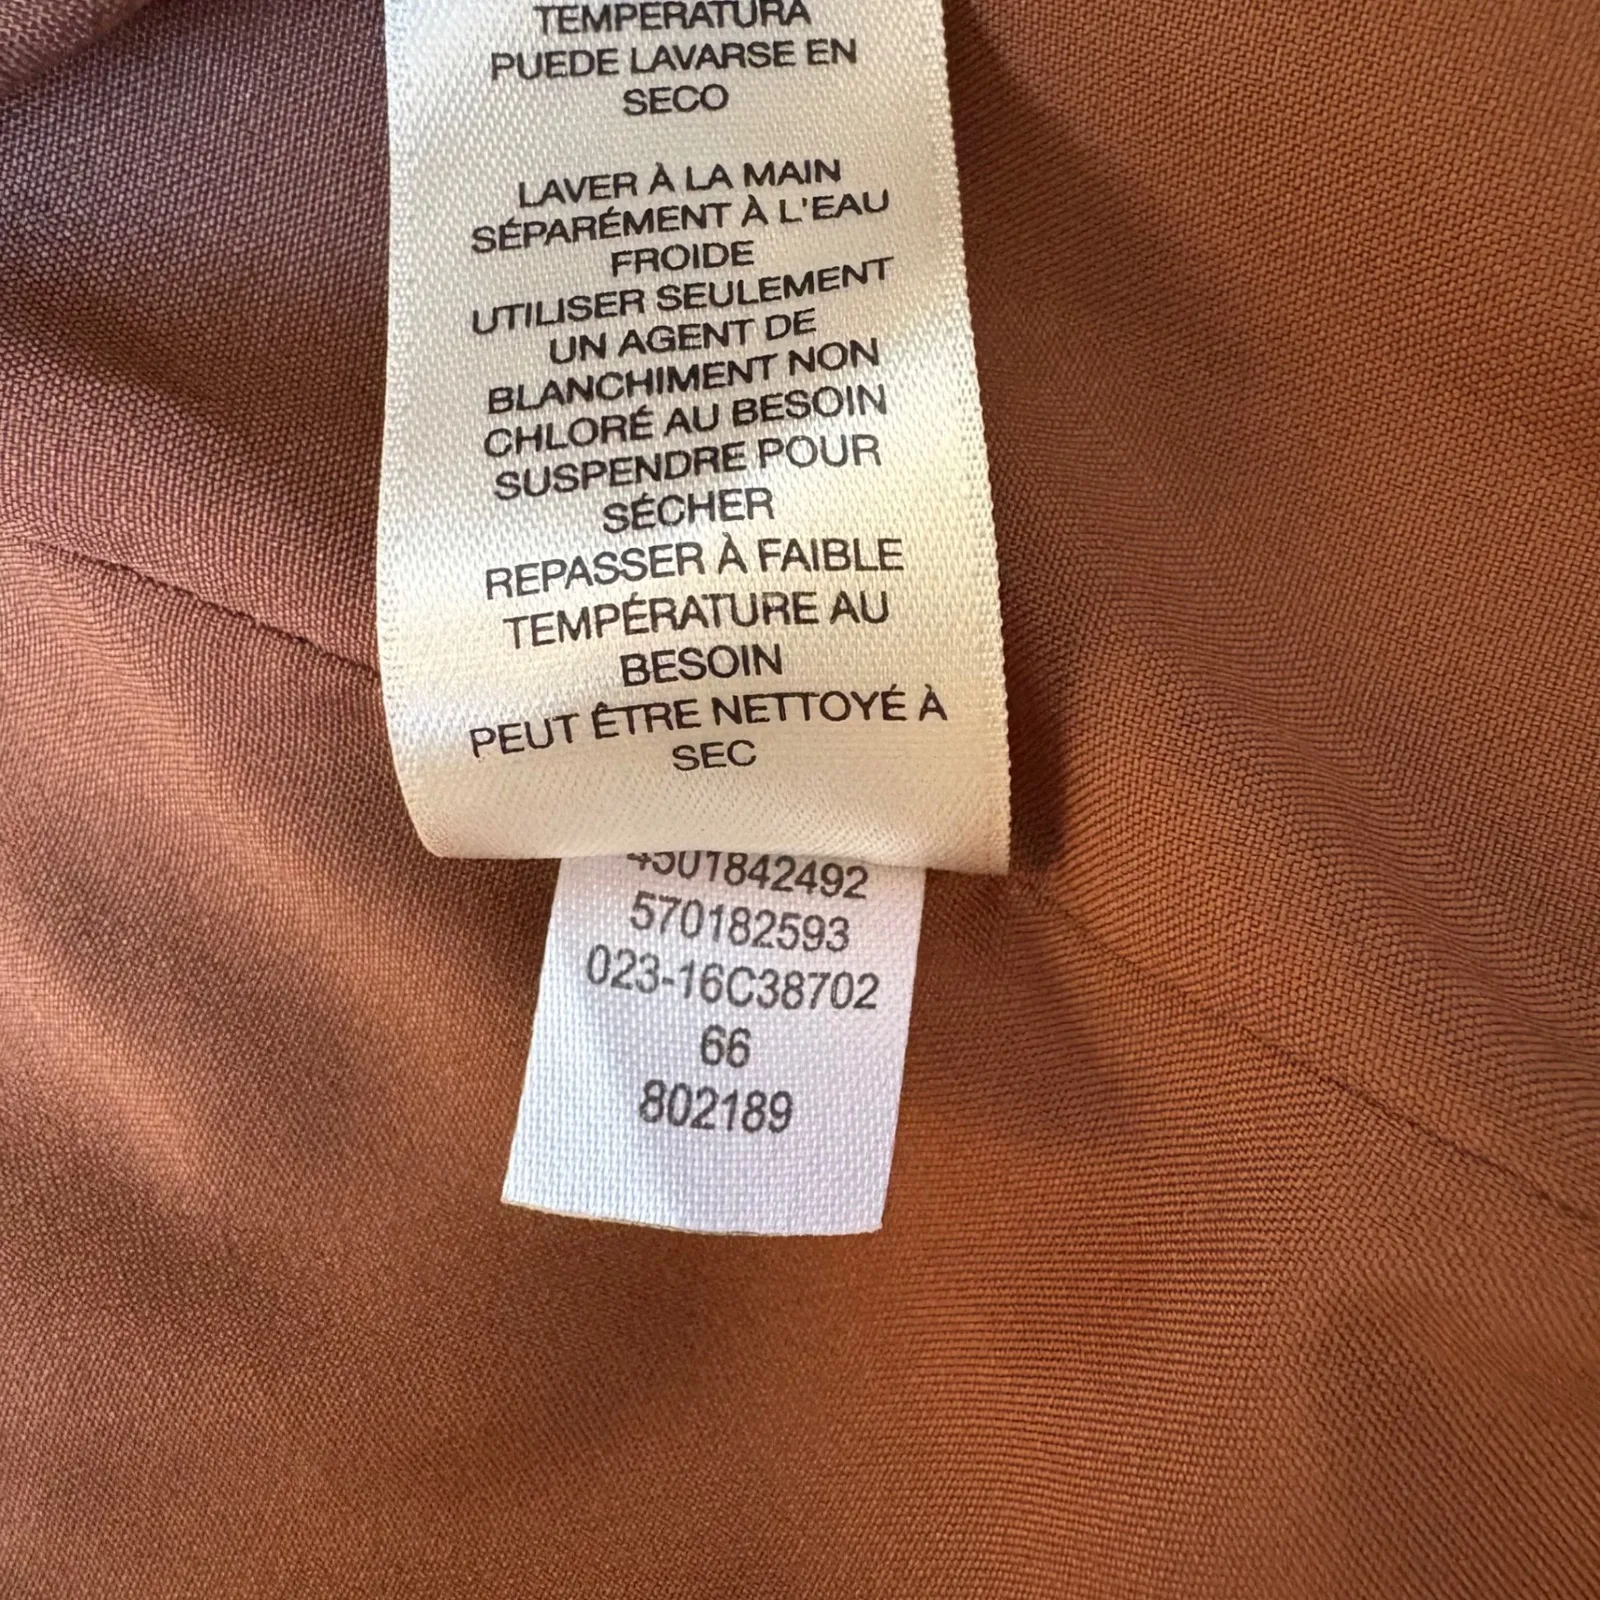 TEMPERATURA
PUEDE LAVARSE EN
SECO
LAVER À LA MAIN
SÉPARÉMENT À L'EAU
FROIDE
UTILISER SEULEMENT
UN AGENT DE
BLANCHIMENT NON
CHLORÉ AU BESOIN
SUSPENDRE POUR
SÉCHER
REPASSER À FAIBLE
TEMPÉRATURE AU
BESOIN
PEUT ÊTRE NETTOYÉ À
SEC
4501842492
570182593
023-16C38702
66
802189